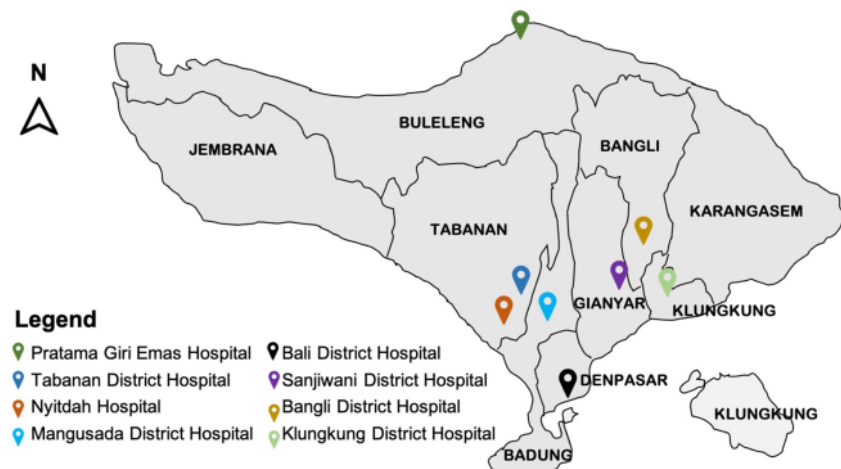 N
BULELENG
JEMBRANA
BANGLI
KARANGASEM
TABANAN
GIANYAR
KLUNGKUNG
DENPASAR
KLUNGKUNG
BADUNG
Legend
Pratama Giri Emas Hospital
Tabanan District Hospital
Nyitdah Hospital
Mangusada District Hospital
Bali District Hospital
Sanjiwani District Hospital
Bangli District Hospital
Klungkung District Hospital